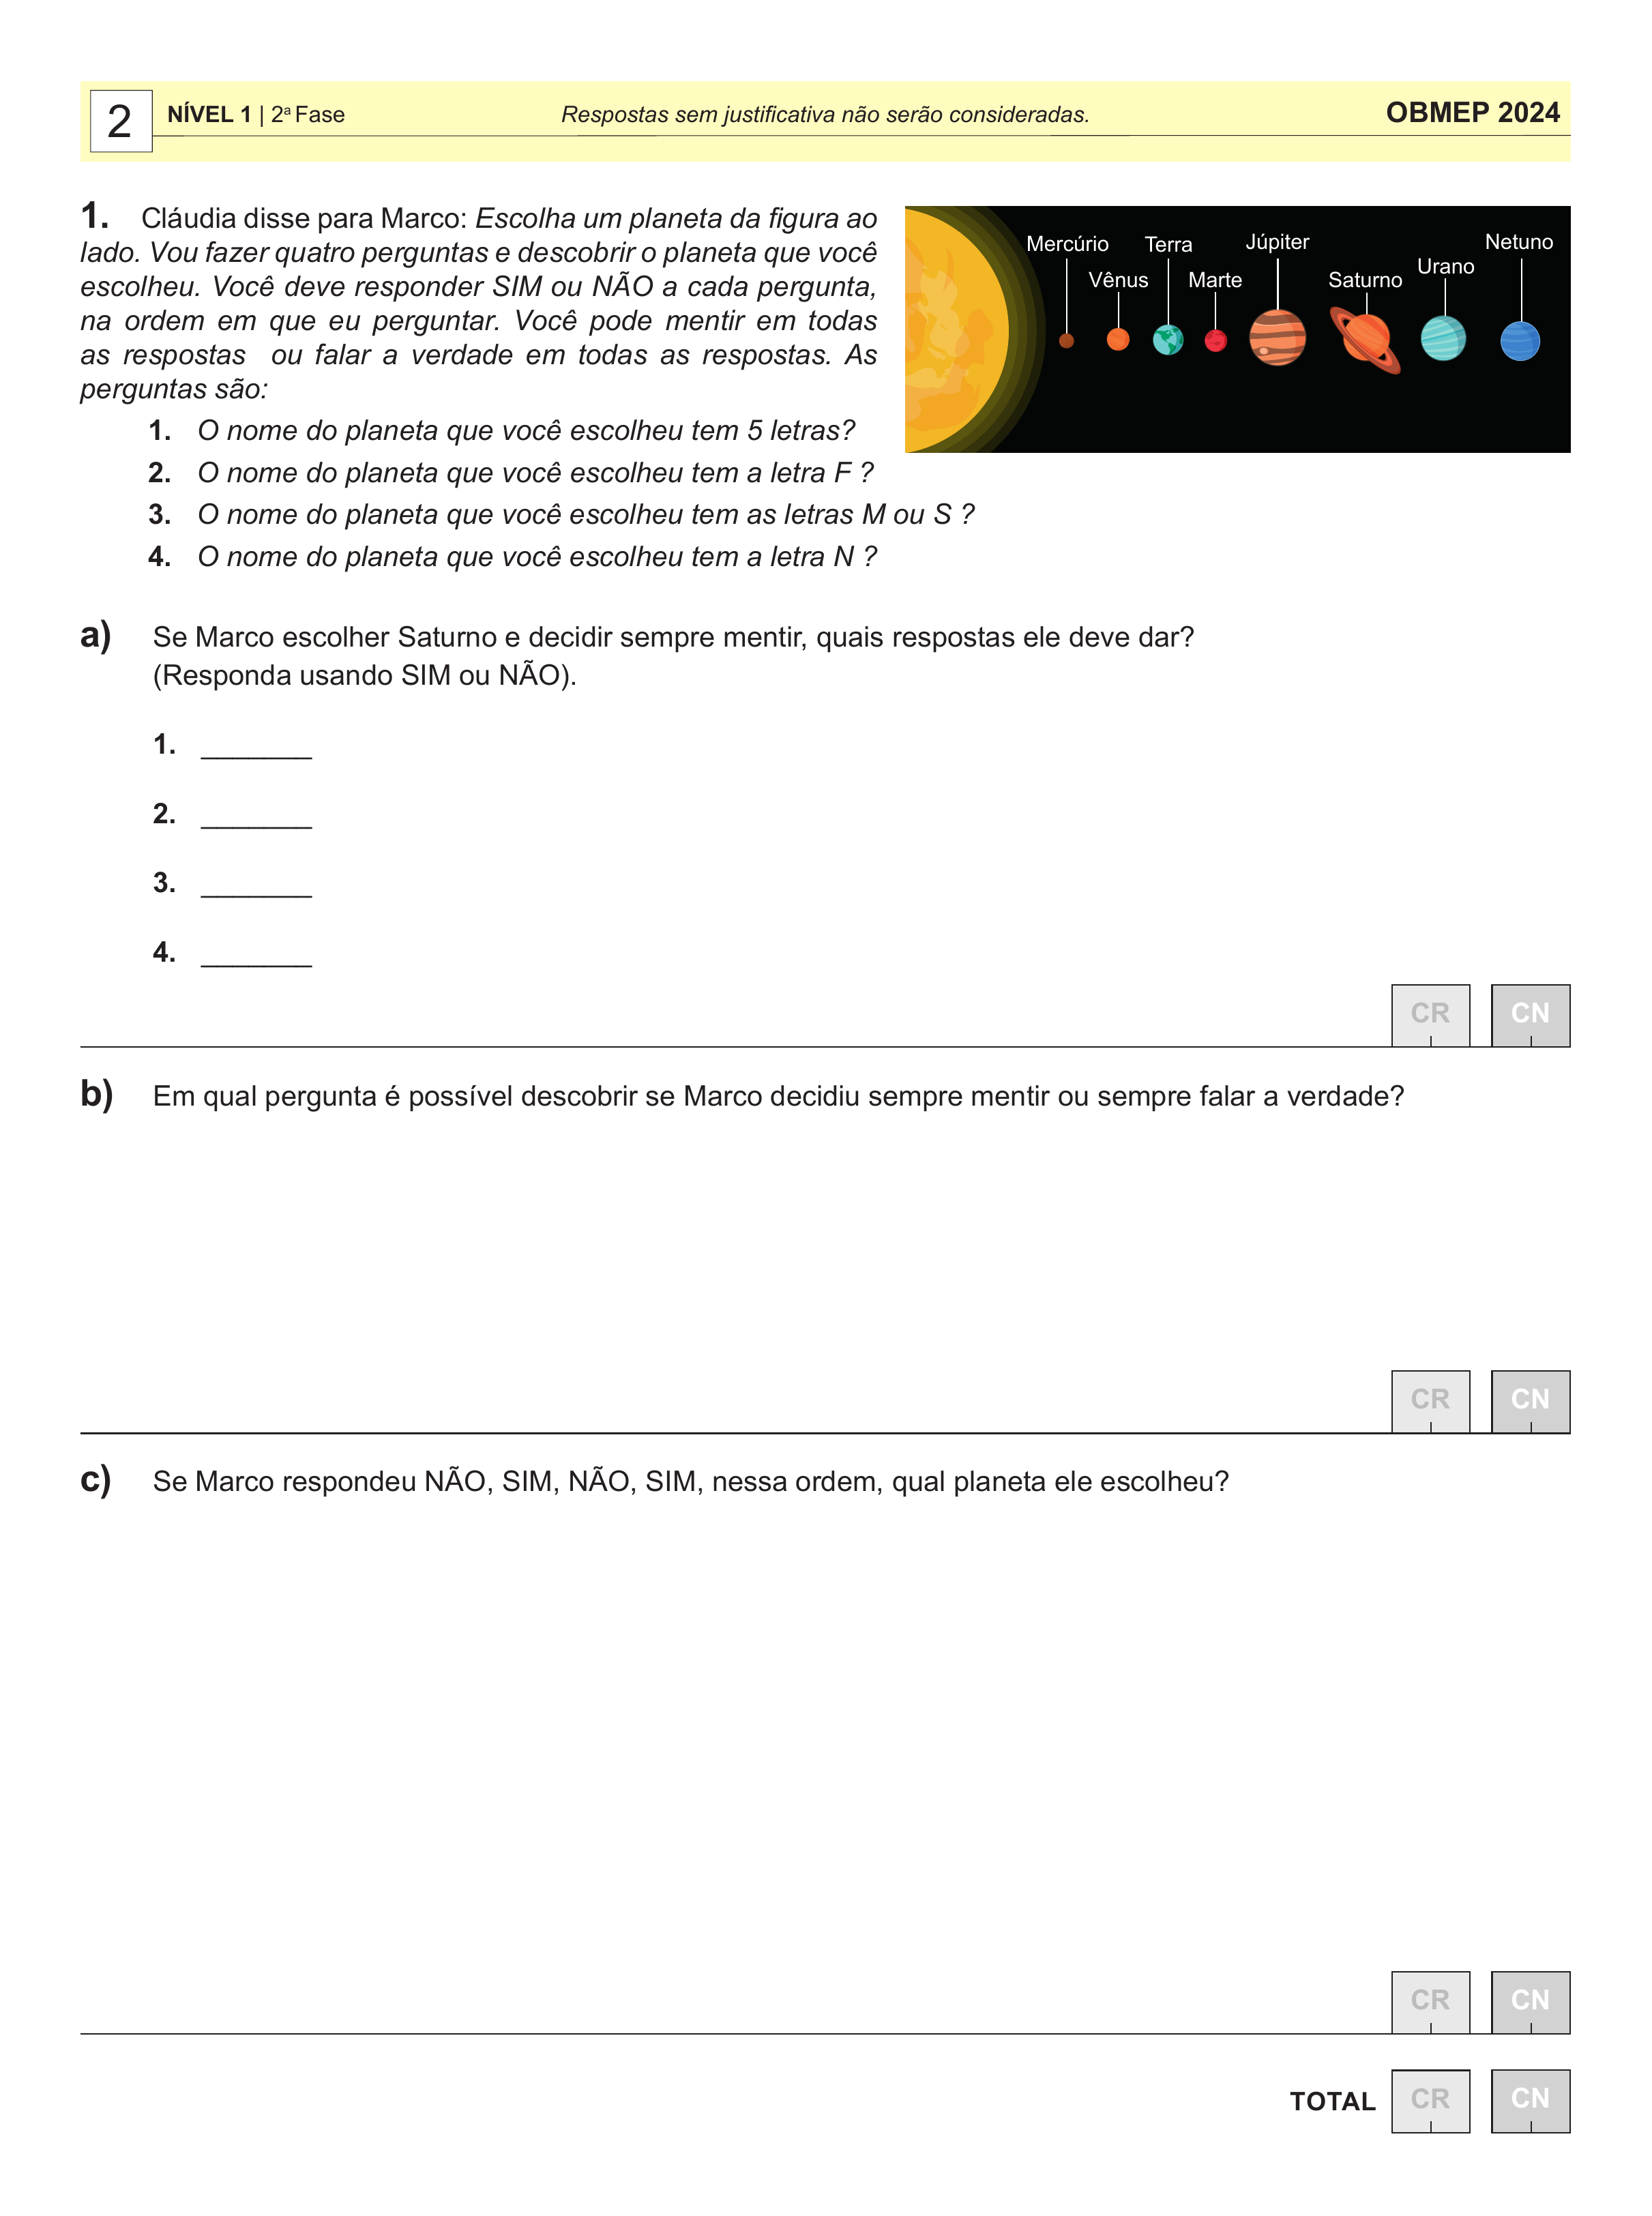 2 NÍVEL 1 | 2ª Fase Respostas sem justificativa não serão consideradas. OBMEP 2024
1. Cláudia disse para Marco: Escolha um planeta da figura ao
lado. Vou fazer quatro perguntas e descobrir o planeta que você
escolheu. Você deve responder SIM ou NÃO a cada pergunta,
na ordem em que eu perguntar. Você pode mentir em todas
as respostas ou falar a verdade em todas as respostas. As
perguntas são:
Mercúrio Terra Júpiter Netuno
Vênus Marte Saturno Urano
1. O nome do planeta que você escolheu tem 5 letras?
2. O nome do planeta que você escolheu tem a letra F ?
3. O nome do planeta que você escolheu tem as letras M ou S ?
4. O nome do planeta que você escolheu tem a letra N ?
a) Se Marco escolher Saturno e decidir sempre mentir, quais respostas ele deve dar?
(Responda usando SIM ou NÃO).
1. _______
2. _______
3. _______
4. _______
CR CN
b) Em qual pergunta é possível descobrir se Marco decidiu sempre mentir ou sempre falar a verdade?
CR CN
c) Se Marco respondeu NÃO, SIM, NÃO, SIM, nessa ordem, qual planeta ele escolheu?
CR CN
TOTAL CR CN